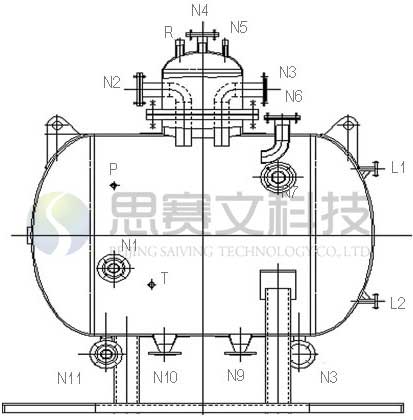 N4
R
N5
N2
N3
N6
L1
P
N7
思赛文科技
BEIJING SAIVING TECHNOLOGY CO.,LTD
N1
T
L2
N11
N10
N9
N3